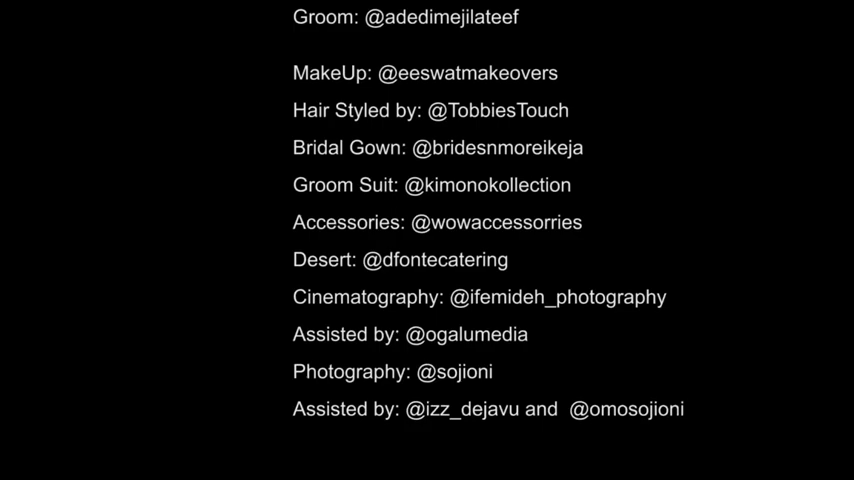 Groom: @adedimejilateef
MakeUp: @eeswatmakeovers
Hair Styled by: @TobbiesTouch
Bridal Gown: @bridesnmoreikeja
Groom Suit: @kimonokollection
Accessories: @wowaccessorries
Desert: @dfontecatering
Cinematography: @ifemideh_photography
Assisted by: @ogalumedia
Photography: @sojioni
Assisted by: @izz_dejavu and  @omosojioni